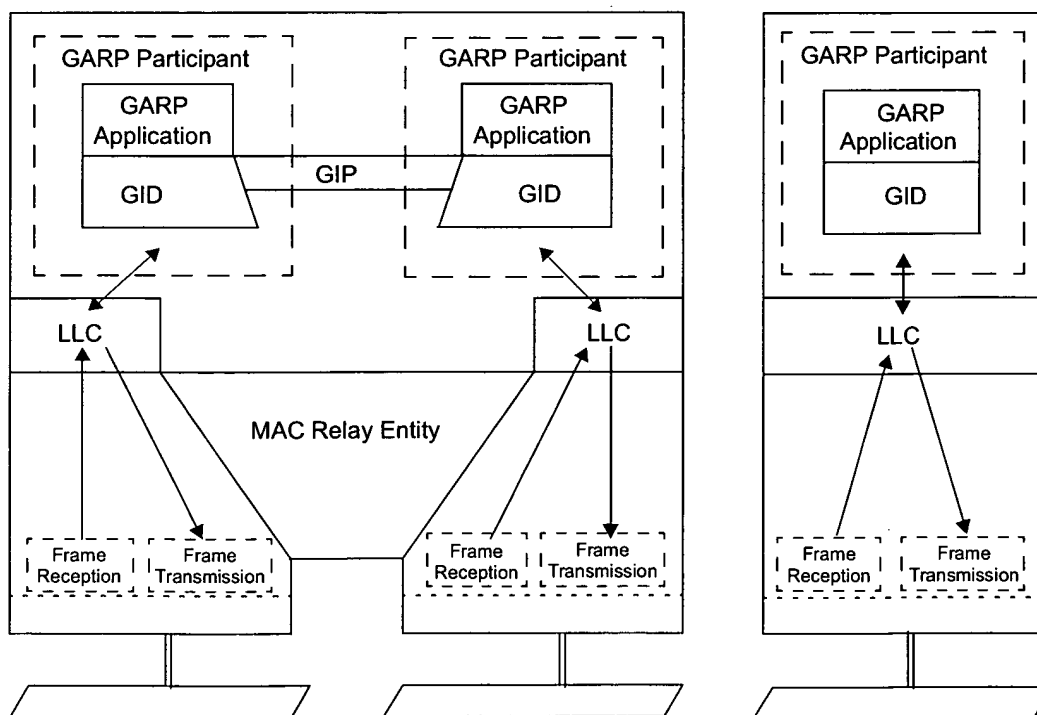 GARP Participant
GARP
Application
GID
GIP
GARP Participant
GARP
Application
GID
LLC
LLC
MAC Relay Entity
Frame
Reception
Frame
Transmission
Frame
Reception
Frame
Transmission
GARP Participant
GARP
Application
GID
LLC
Frame
Reception
Frame
Transmission